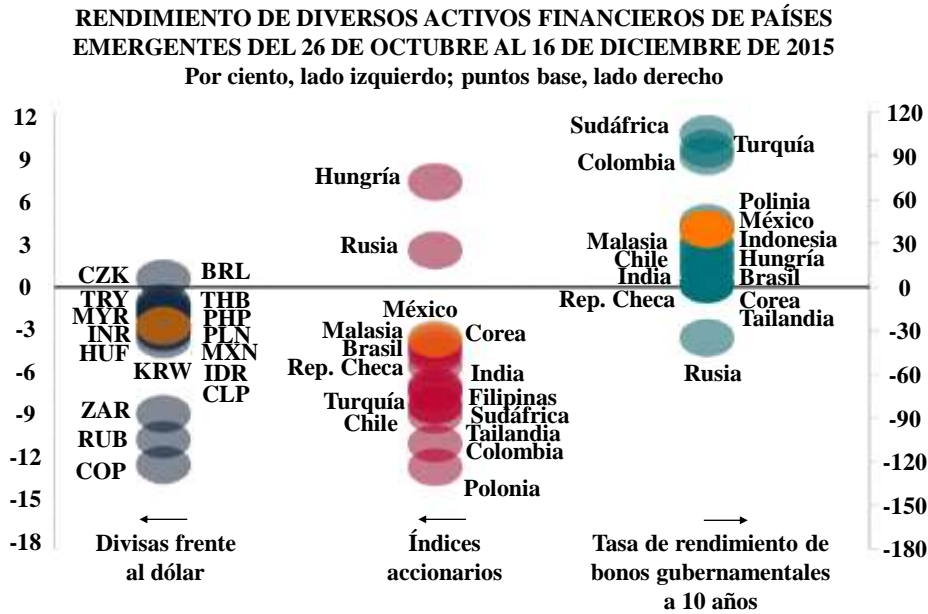 RENDIMIENTO DE DIVERSOS ACTIVOS FINANCIEROS DE PAÍSES
EMERGENTES DEL 26 DE OCTUBRE AL 16 DE DICIEMBRE DE 2015
Por ciento, lado izquierdo; puntos base, lado derecho
12
9
6
3
0
-3
-6
-9
-12
-15
-18
CZK
TRY
MYR
INR
HUF
KRW
ZAR
RUB
COP
BRL
THB
PHP
PLN
MXN
IDR
CLP
Hungría
Rusia
México
Malasia
Brasil
Rep. Checa
Turquía
Chile
Corea
India
Filipinas
Sudáfrica
Tailandia
Colombia
Polonia
Sudáfrica
Colombia
Malasia
Chile
India
Rep. Checa
Turquía
Polinia
México
Indonesia
Hungría
Brasil
Corea
Tailandia
Rusia
120
90
60
30
0
-30
-60
-90
-120
-150
-180
Divisas frente
al dólar
Índices
accionarios
Tasa de rendimiento de
bonos gubernamentales
a 10 años